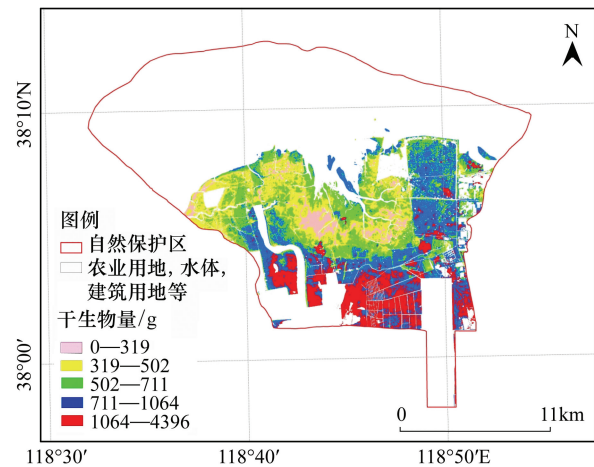 N
38°10′N
38°00′
图例
自然保护区
农业用地, 水体,
建筑用地等
干生物量/g
0—319
319—502
502—711
711—1064
1064—4396
0 11km
118°30′ 118°40′ 118°50′E